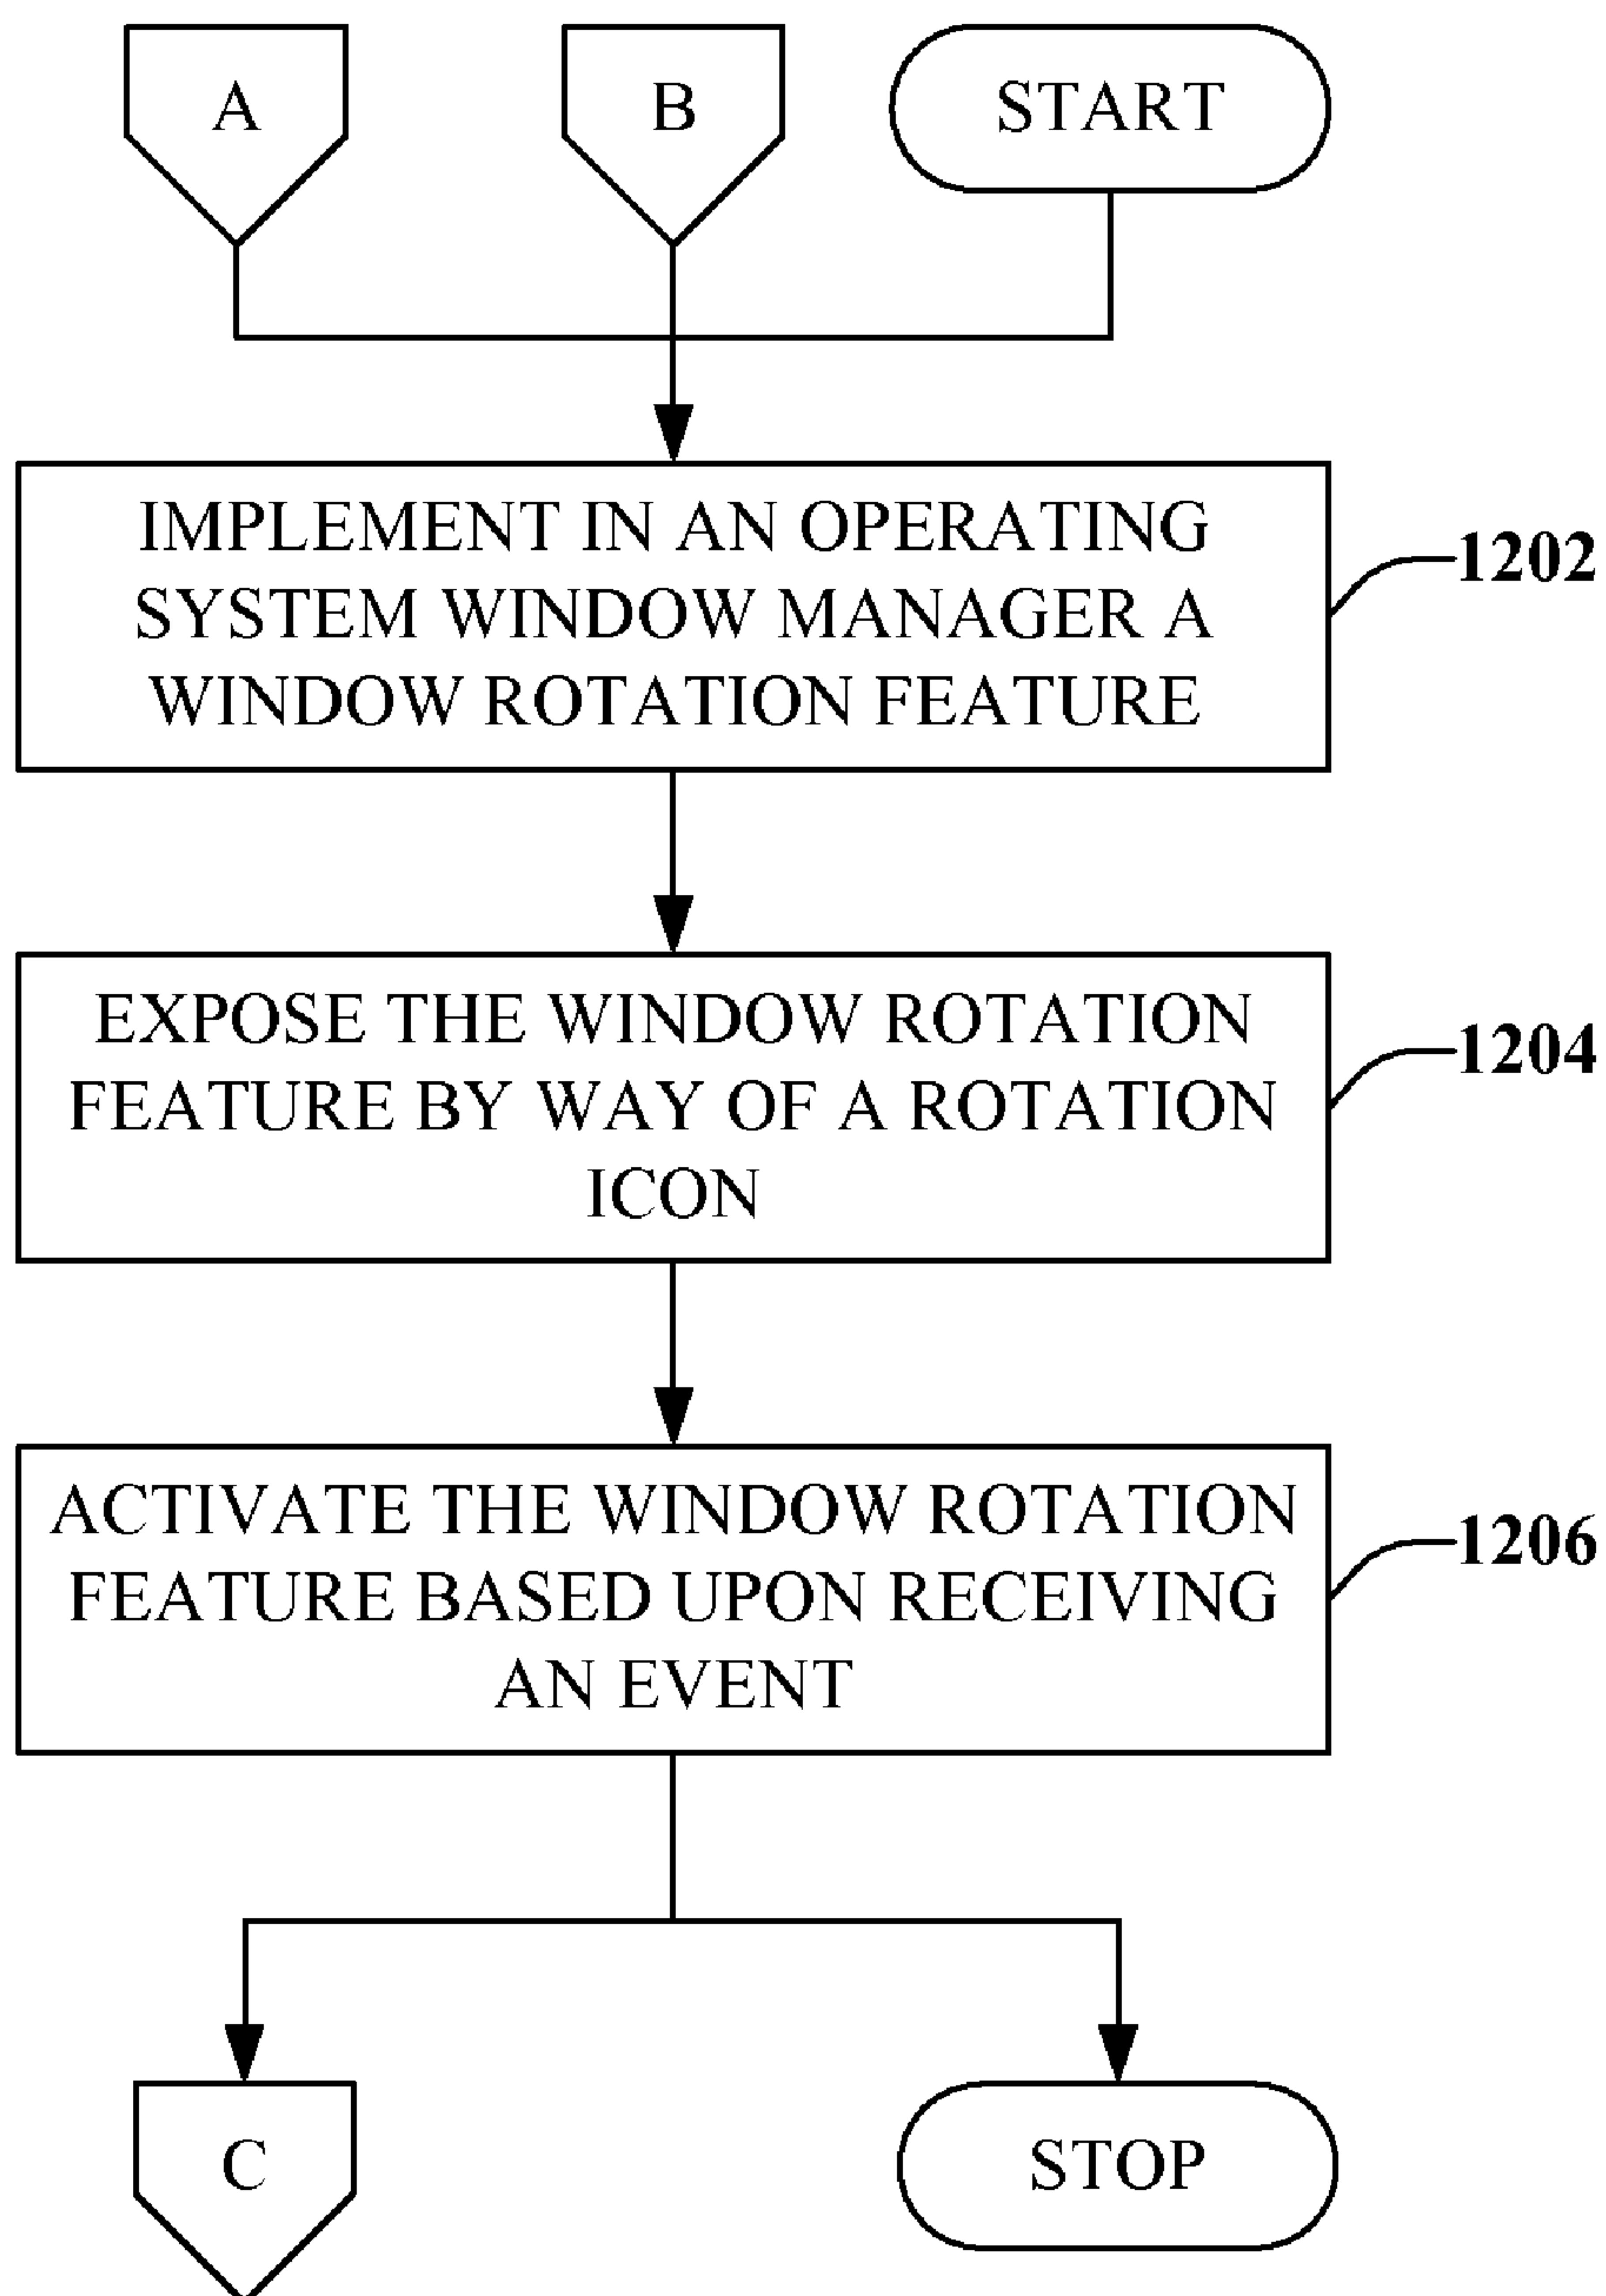 A
B
START
IMPLEMENT IN AN OPERATING
SYSTEM WINDOW MANAGER A
WINDOW ROTATION FEATURE
1202
EXPOSE THE WINDOW ROTATION
FEATURE BY WAY OF A ROTATION
ICON
1204
ACTIVATE THE WINDOW ROTATION
FEATURE BASED UPON RECEIVING
AN EVENT
1206
C
STOP